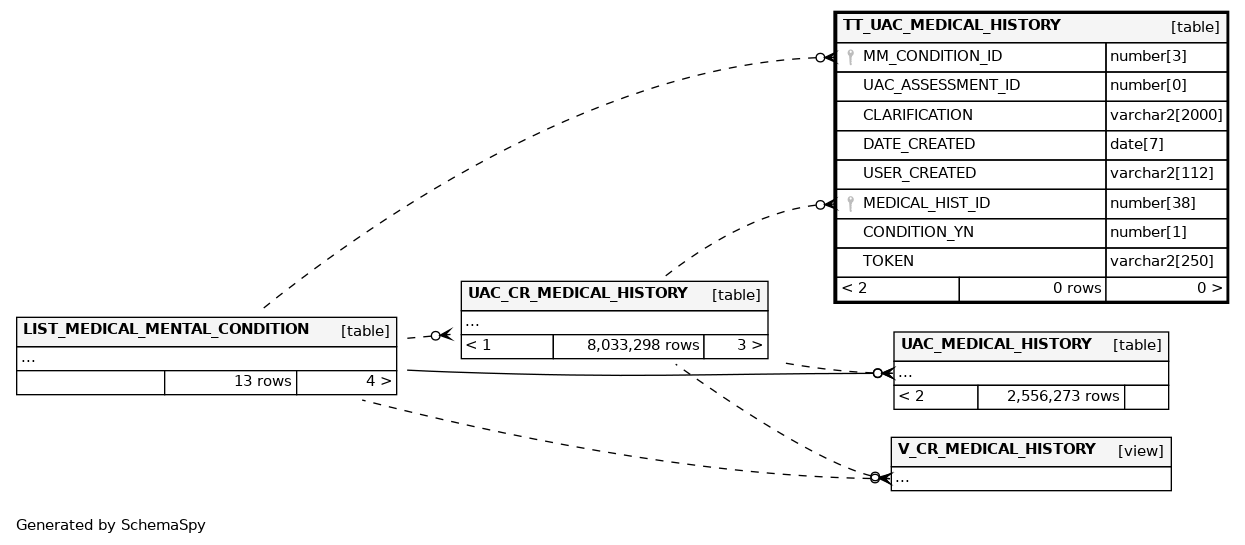 TT_UAC_MEDICAL_HISTORY [table]
MM_CONDITION_ID number[3]
UAC_ASSESSMENT_ID number[0]
CLARIFICATION varchar2[2000]
DATE_CREATED date[7]
USER_CREATED varchar2[112]
MEDICAL_HIST_ID number[38]
CONDITION_YN number[1]
TOKEN varchar2[250]
< 2 0 rows 0 >
UAC_CR_MEDICAL_HISTORY [table]
...
< 1 8,033,298 rows 3 >
LIST_MEDICAL_MENTAL_CONDITION [table]
...
13 rows 4 >
UAC_MEDICAL_HISTORY [table]
...
< 2 2,556,273 rows
V_CR_MEDICAL_HISTORY [view]
...
Generated by SchemaSpy